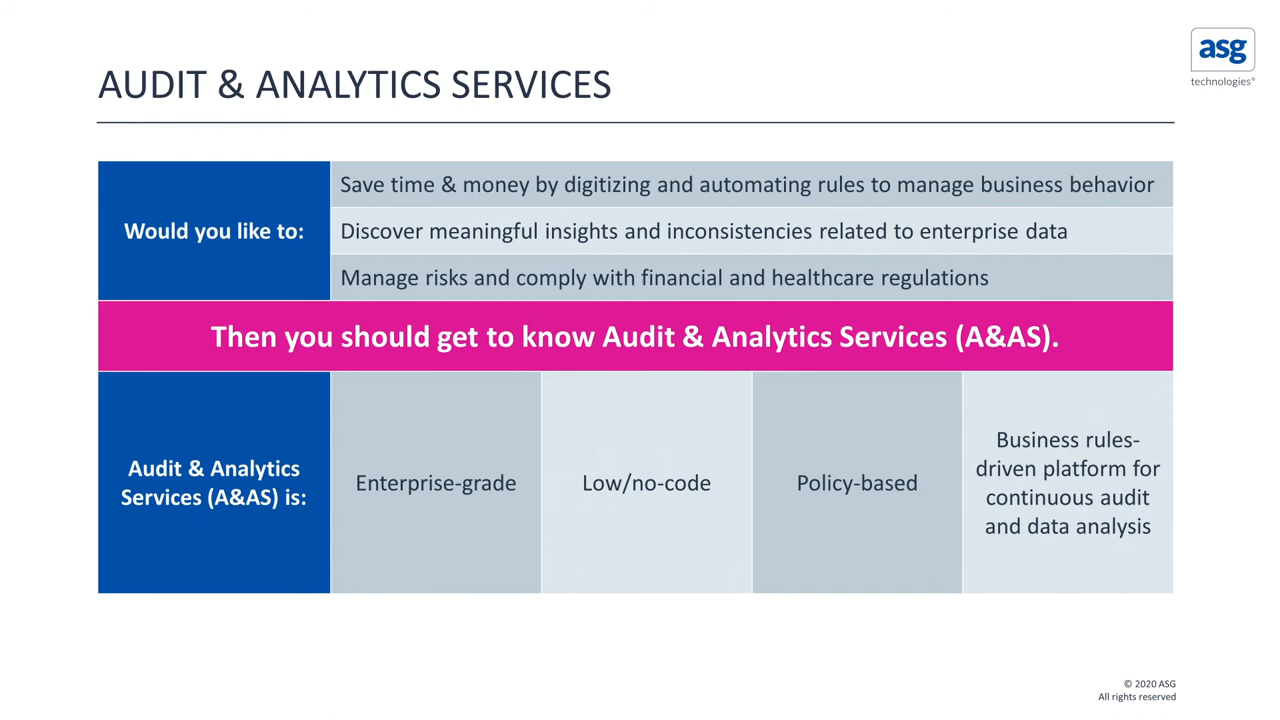 asg
technologies®
AUDIT & ANALYTICS SERVICES
Would you like to:
Save time & money by digitizing and automating rules to manage business behavior
Discover meaningful insights and inconsistencies related to enterprise data
Manage risks and comply with financial and healthcare regulations
Then you should get to know Audit & Analytics Services (A&AS).
Audit & Analytics
Services (A&AS) is:
Enterprise-grade
Low/no-code
Policy-based
Business rules-
driven platform for
continuous audit
and data analysis
© 2020 ASG
All rights reserved